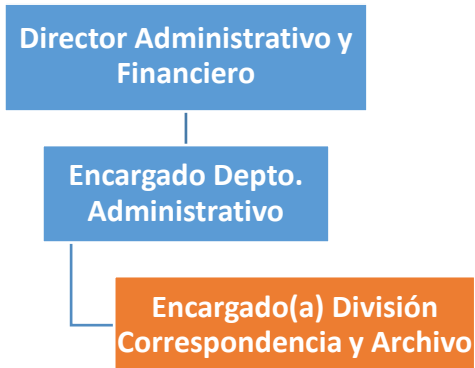 Director Administrativo y
Financiero
Encargado Depto.
Administrativo
Encargado(a) División
Correspondencia y Archivo